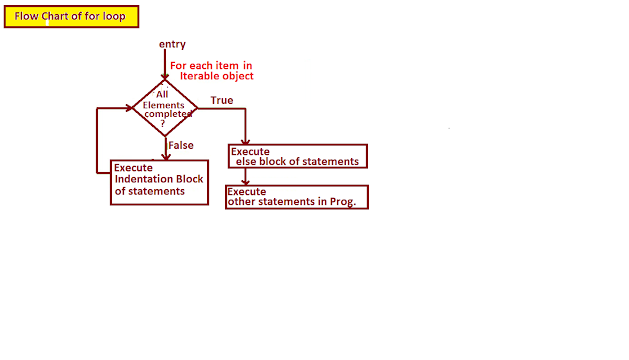 Flow Chart of for loop
entry
For each item in
Iterable object
All
Elements
completed
?
True
False
Execute
Indentation Block
of statements
Execute
else block of statements
Execute
other statements in Prog.